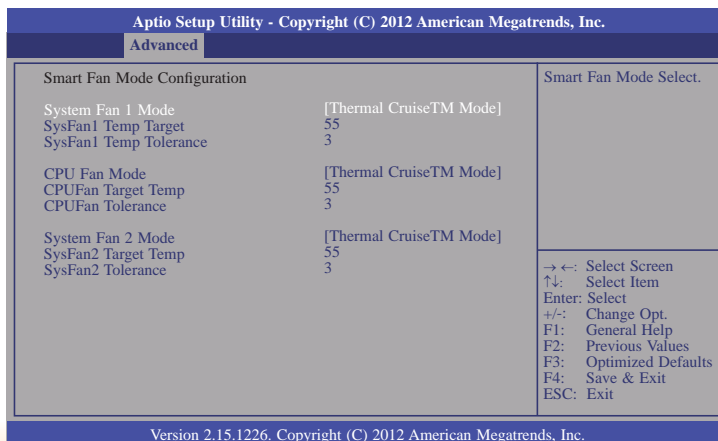 Aptio Setup Utility - Copyright (C) 2012 American Megatrends, Inc.
Advanced
Smart Fan Mode Configuration
System Fan 1 Mode [Thermal CruiseTM Mode]
SysFan1 Temp Target 55
SysFan1 Temp Tolerance 3
CPU Fan Mode [Thermal CruiseTM Mode]
CPUFan Target Temp 55
CPUFan Tolerance 3
System Fan 2 Mode [Thermal CruiseTM Mode]
SysFan2 Target Temp 55
SysFan2 Tolerance 3
Smart Fan Mode Select.
→ ←: Select Screen
↑↓: Select Item
Enter: Select
+/-: Change Opt.
F1: General Help
F2: Previous Values
F3: Optimized Defaults
F4: Save & Exit
ESC: Exit
Version 2.15.1226. Copyright (C) 2012 American Megatrends, Inc.